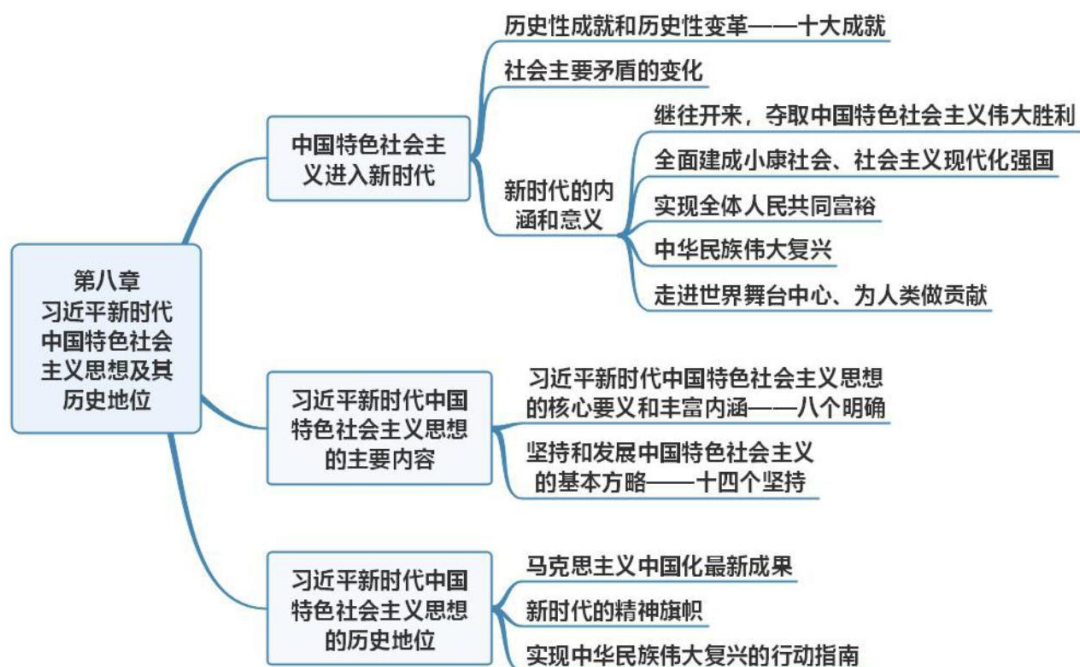 第八章
习近平新时代
中国特色社会
主义思想及其
历史地位
中国特色社会主
义进入新时代
历史性成就和历史性变革——十大成就
社会主要矛盾的变化
新时代的内
涵和意义
继往开来，夺取中国特色社会主义伟大胜利
全面建成小康社会、社会主义现代化强国
实现全体人民共同富裕
中华民族伟大复兴
走进世界舞台中心、为人类做贡献
习近平新时代中国
特色社会主义思想
的主要内容
习近平新时代中国特色社会主义思想
的核心要义和丰富内涵——八个明确
坚持和发展中国特色社会主义
的基本方略——十四个坚持
习近平新时代中国
特色社会主义思想
的历史地位
马克思主义中国化最新成果
新时代的精神旗帜
实现中华民族伟大复兴的行动指南